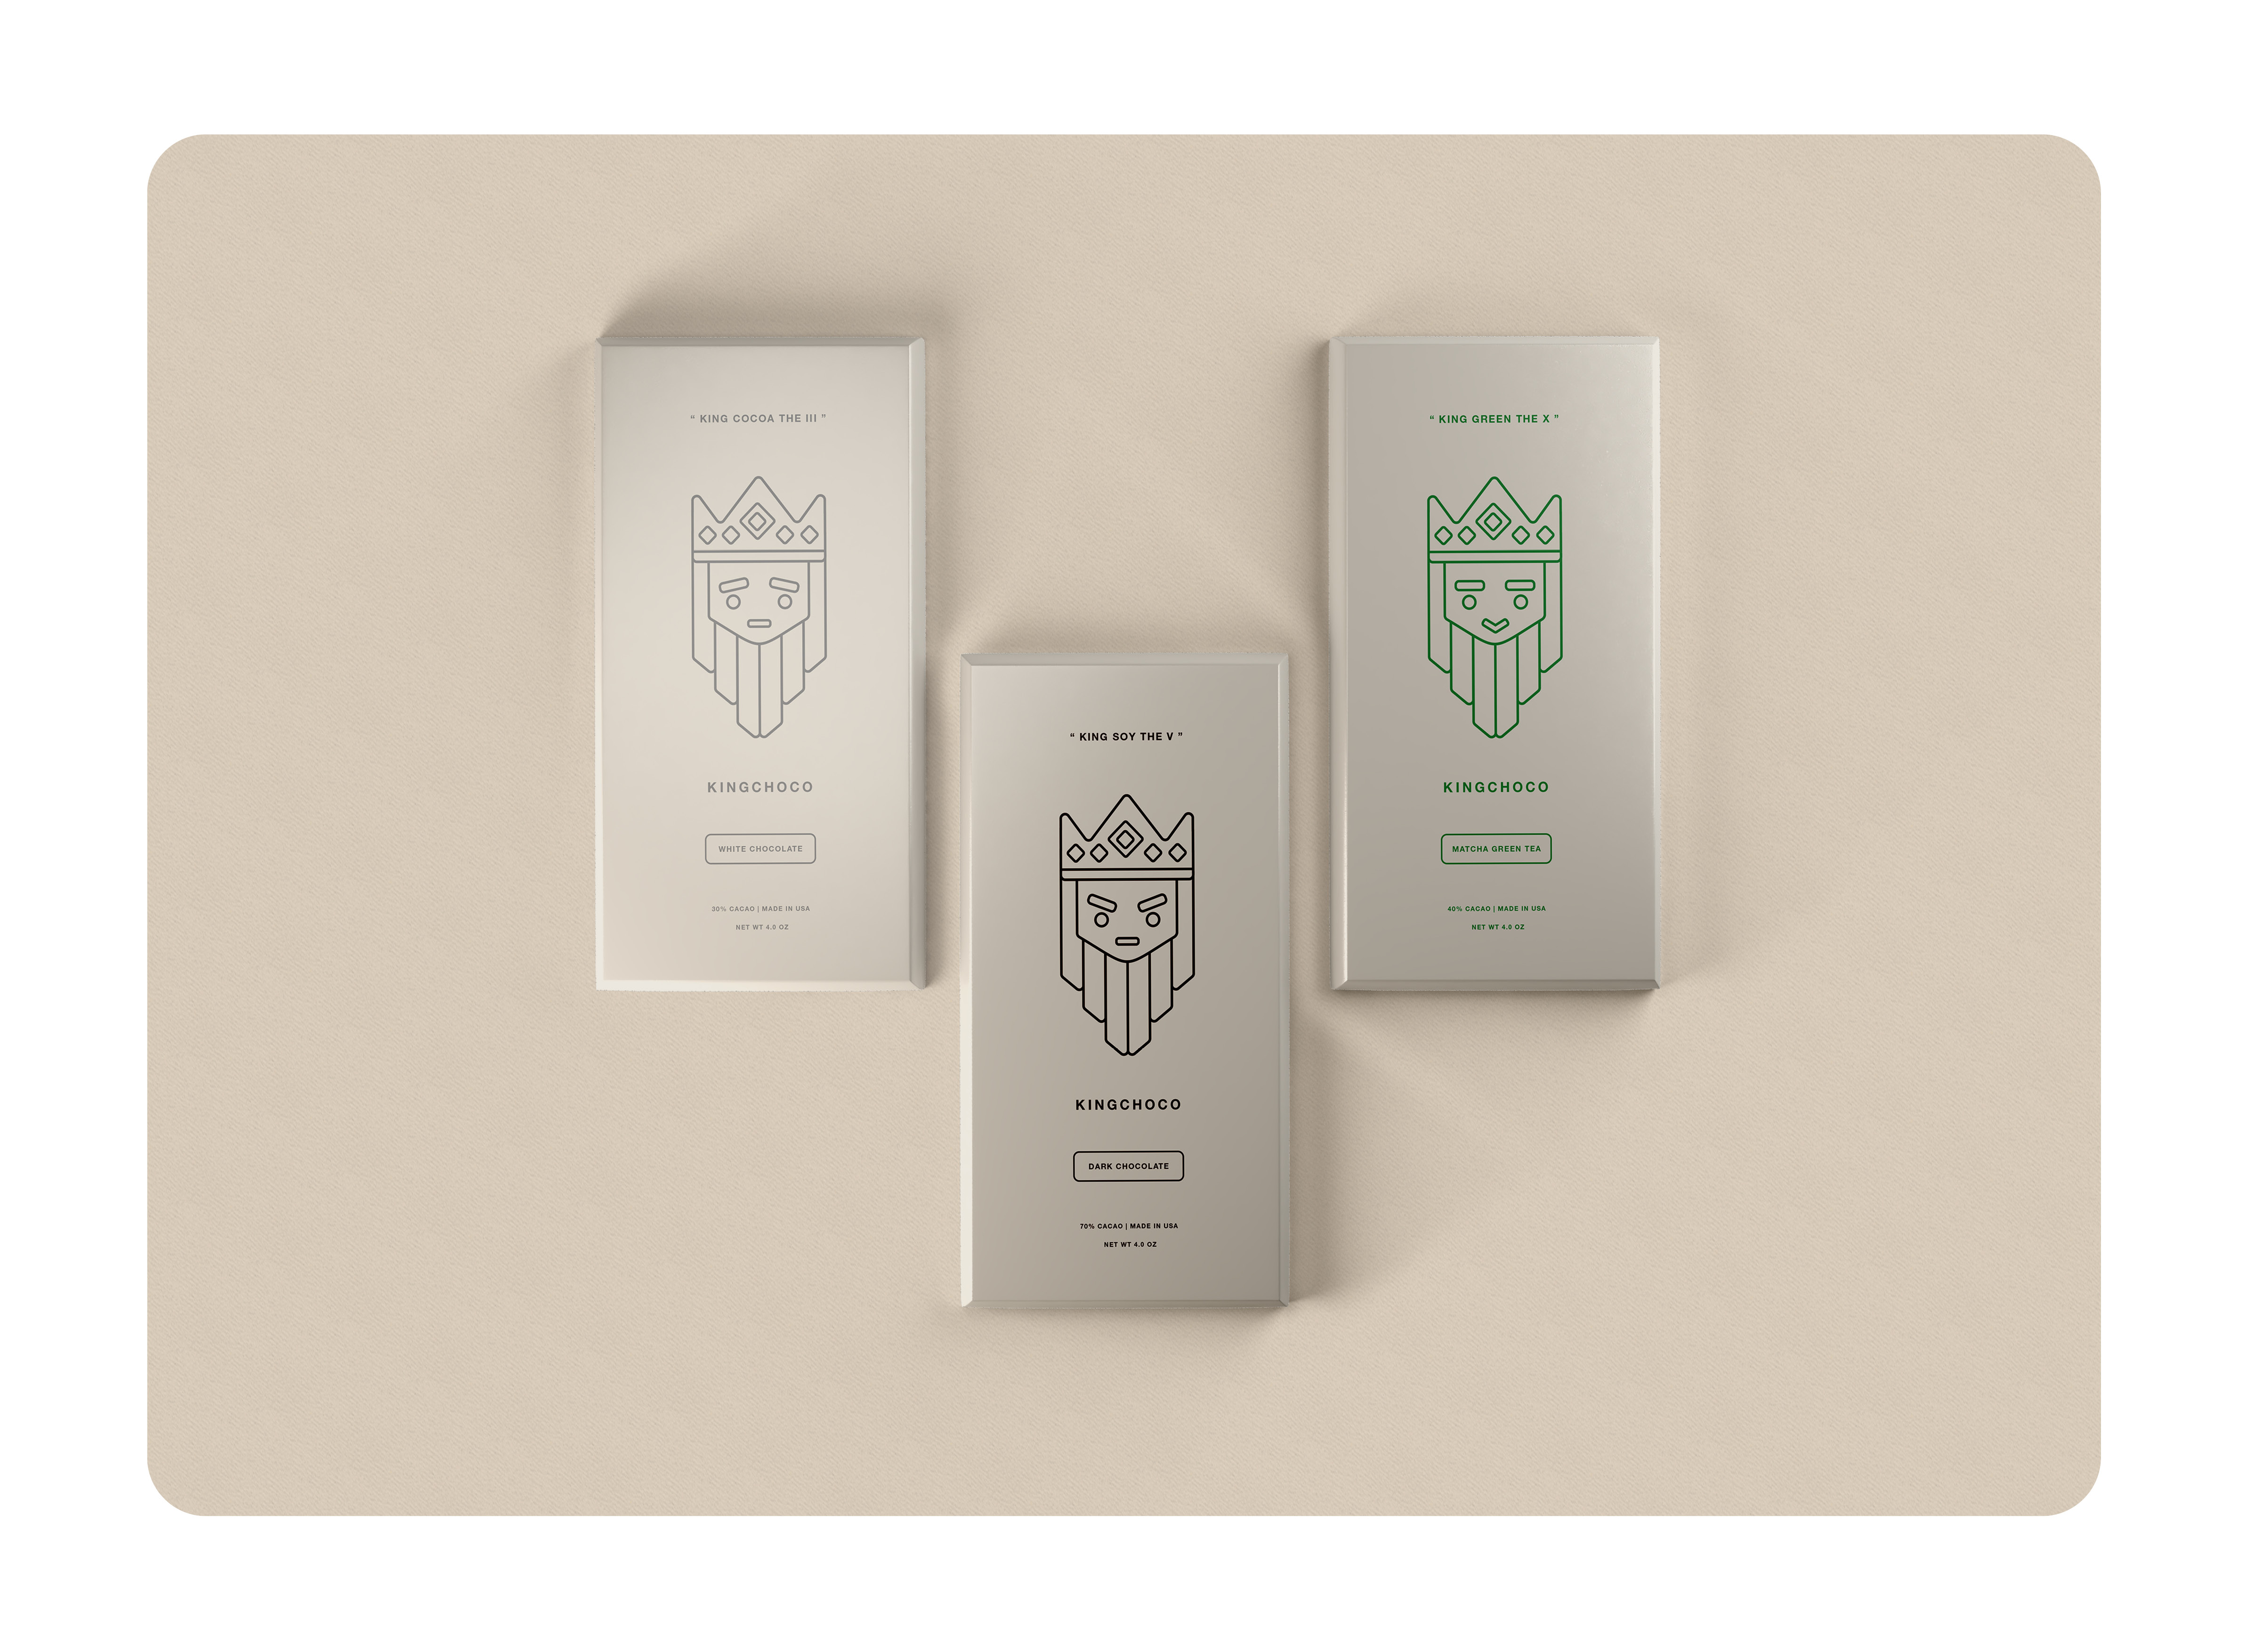 “ KING COCOA THE III ”
KINGCHOCO
WHITE CHOCOLATE
30% CACAO | MADE IN USA
NET WT 4.0 OZ
“ KING SOY THE V ”
KINGCHOCO
DARK CHOCOLATE
70% CACAO | MADE IN USA
NET WT 4.0 OZ
“ KING GREEN THE X ”
KINGCHOCO
MATCHA GREEN TEA
40% CACAO | MADE IN USA
NET WT 4.0 OZ